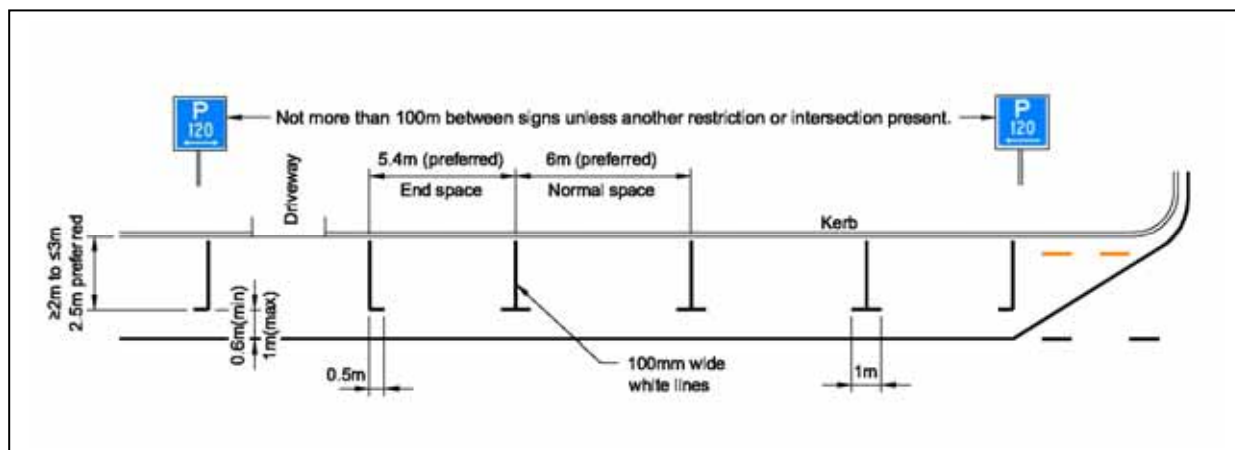 P
120
Not more than 100m between signs unless another restriction or intersection present.
P
120
Driveway
5.4m (preferred)
6m (preferred)
End space
Normal space
Kerb
≥2m to ≤3m
2.5m prefer red
0.6m(min)
1m(max)
0.5m
100mm wide
white lines
1m